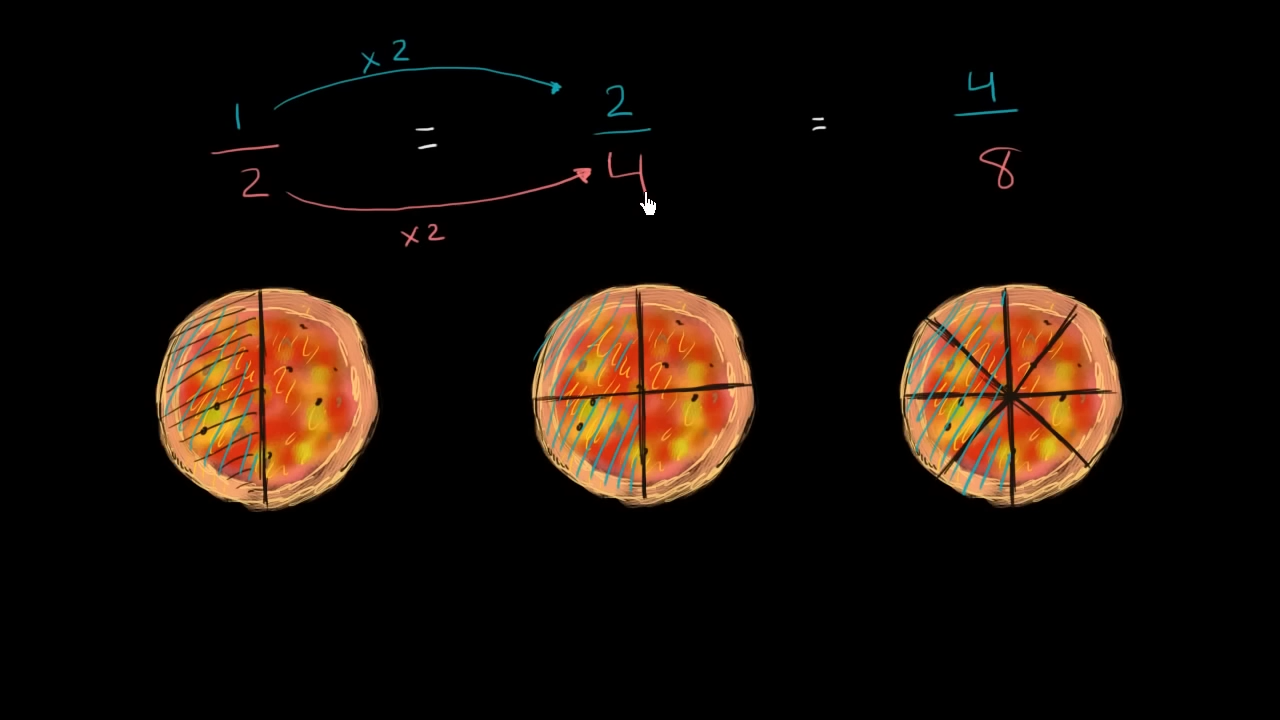 x 2
1/2 = 2/4 = 4/8
x 2